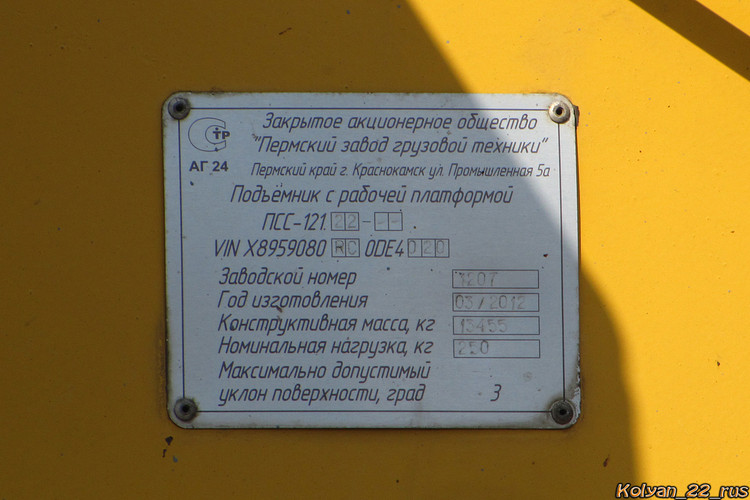 Закрытое акционерное общество
СТР
"Пермский завод грузовой техники"
АГ 24
Пермский край г. Краснокамск ул. Промышленная 5а
Подъёмник с рабочей платформой
ПСС-121.22--- .
VIN X8959080RC0DE4020
Заводской номер 1207
Год изготовления 03/2012
Конструктивная масса, кг 13455
Номинальная нагрузка, кг 250
Максимально допустимый
уклон поверхности, град 3
Kolyan_22_rus